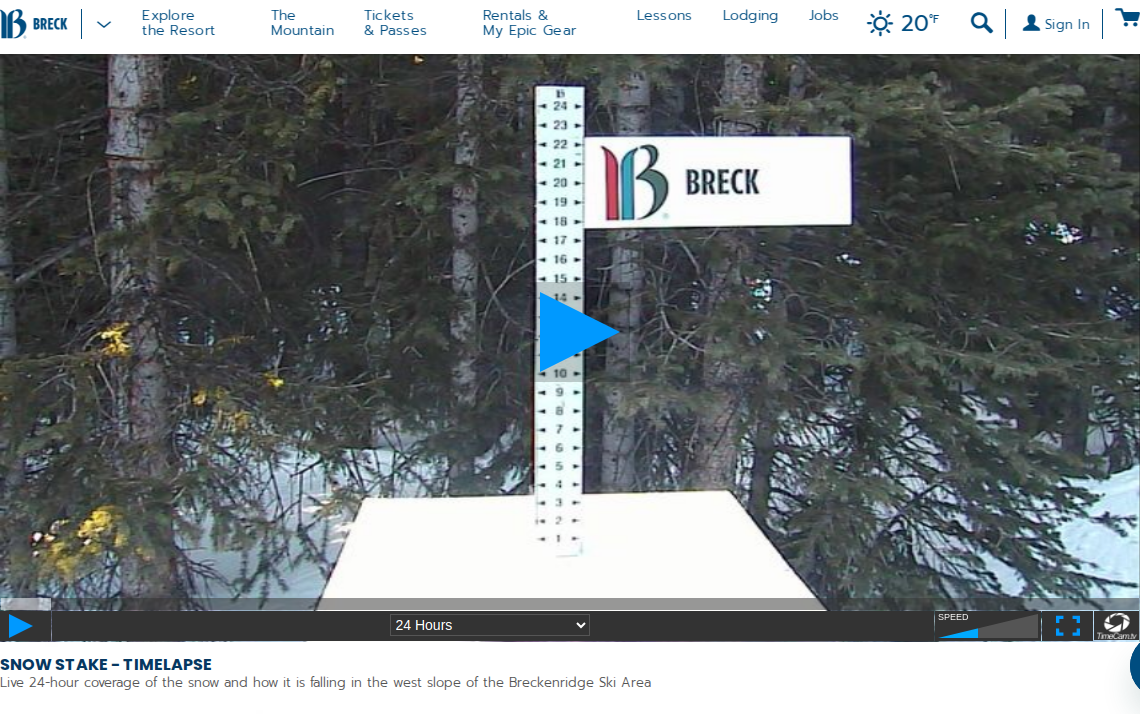 BRECK
Explore
the Resort
The
Mountain
Tickets
& Passes
Rentals &
My Epic Gear
Lessons
Lodging
Jobs
20°F
Sign In
B
24
23
22
21
20
19
18
17
16
15
14
10
9
8
7
6
5
4
3
2
1
B BRECK
24 Hours
SPEED
TimeCam.tv
SNOW STAKE - TIMELAPSE
Live 24-hour coverage of the snow and how it is falling in the west slope of the Breckenridge Ski Area